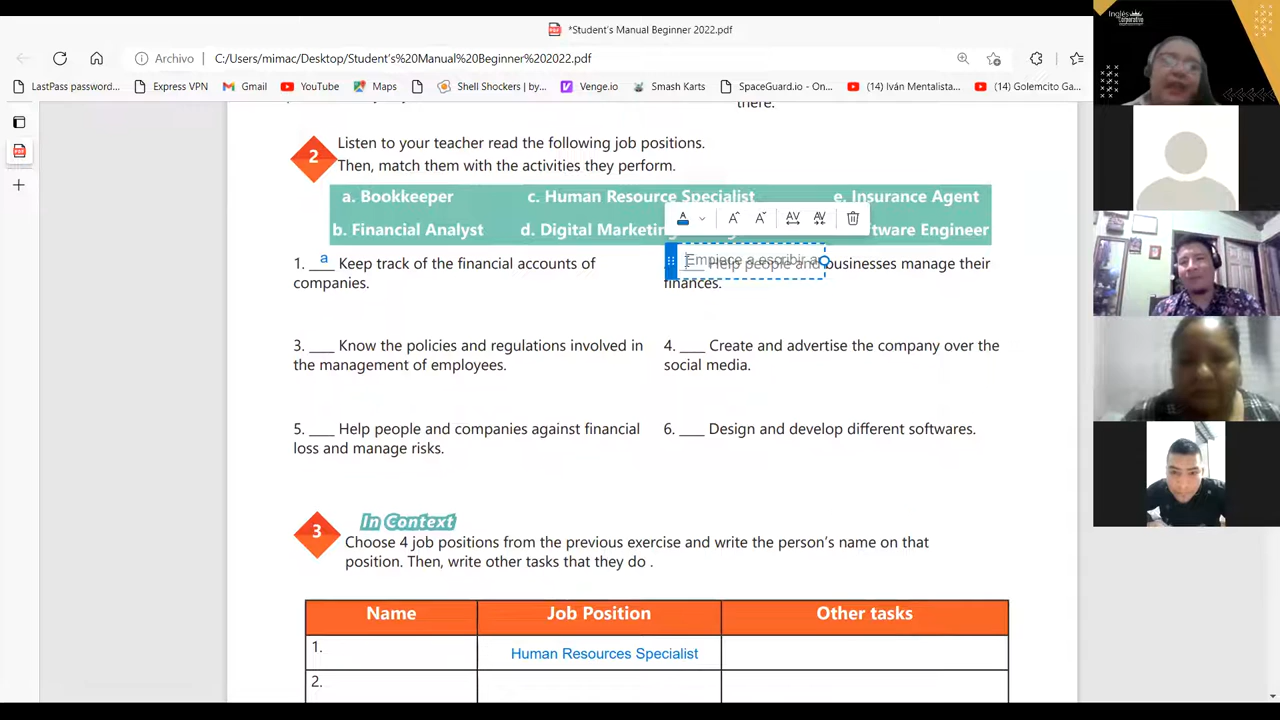 *Student's Manual Beginner 2022.pdf
Archivo
C:/Users/mimac/Desktop/Student's%20Manual%20Beginner%202022.pdf
LastPass password...
Express VPN
Gmail
YouTube
Maps
Shell Shockers | by...
Venge.io
Smash Karts
SpaceGuard.io - On...
(14) Iván Mentalista...
(14) Golemcito Ga...
Inglés
Corporativo
there.
2
Listen to your teacher read the following job positions.
Then, match them with the activities they perform.
a. Bookkeeper
c. Human Resource Specialist
e. Insurance Agent
b. Financial Analyst
d. Digital Marketing
tware Engineer
1. ___ Keep track of the financial accounts of
companies.
a
Empiece a escribir a
___ Help people and businesses manage their
finances.
3. ___ Know the policies and regulations involved in
the management of employees.
4. ___ Create and advertise the company over the
social media.
5. ___ Help people and companies against financial
loss and manage risks.
6. ___ Design and develop different softwares.
3
In Context
Choose 4 job positions from the previous exercise and write the person's name on that
position. Then, write other tasks that they do .
Name
Job Position
Other tasks
1.
Human Resources Specialist
2.